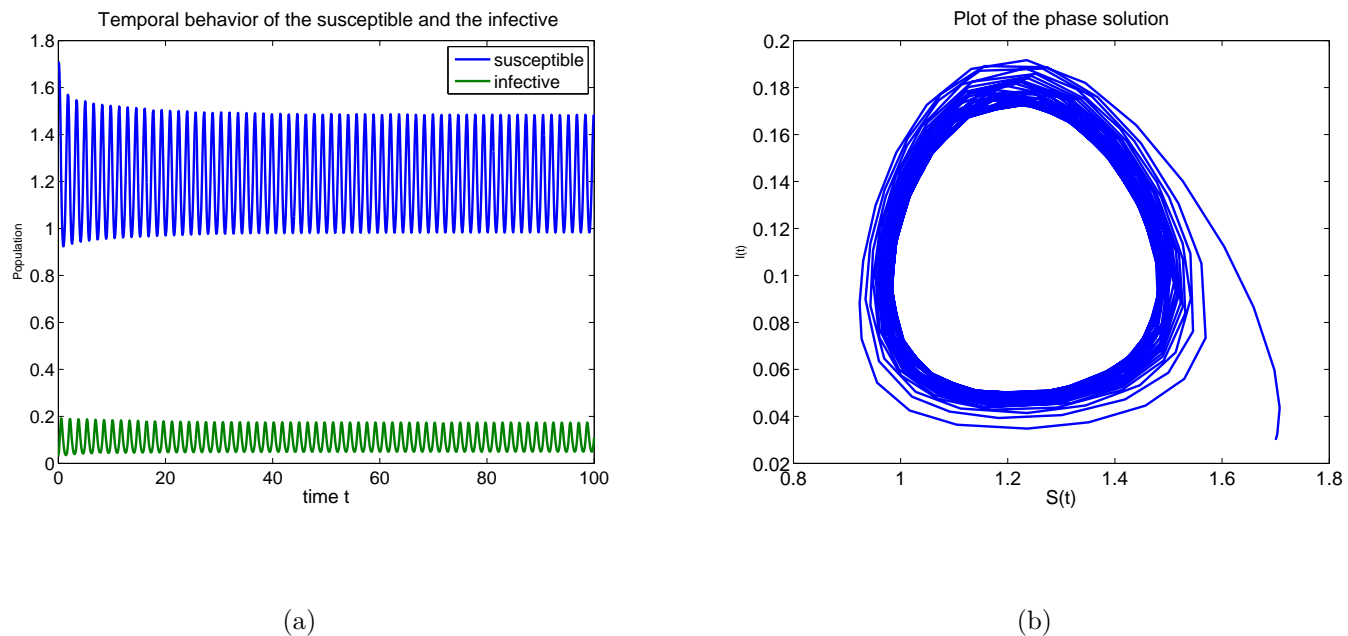 Temporal behavior of the susceptible and the infective
1.8
1.6
1.4
1.2
1
0.8
0.6
0.4
0.2
0
Population
susceptible
infective
0 20 40 60 80 100
time t
(a)
Plot of the phase solution
0.2
0.18
0.16
0.14
0.12
0.1
0.08
0.06
0.04
0.02
I(t)
0.8 1 1.2 1.4 1.6 1.8
S(t)
(b)